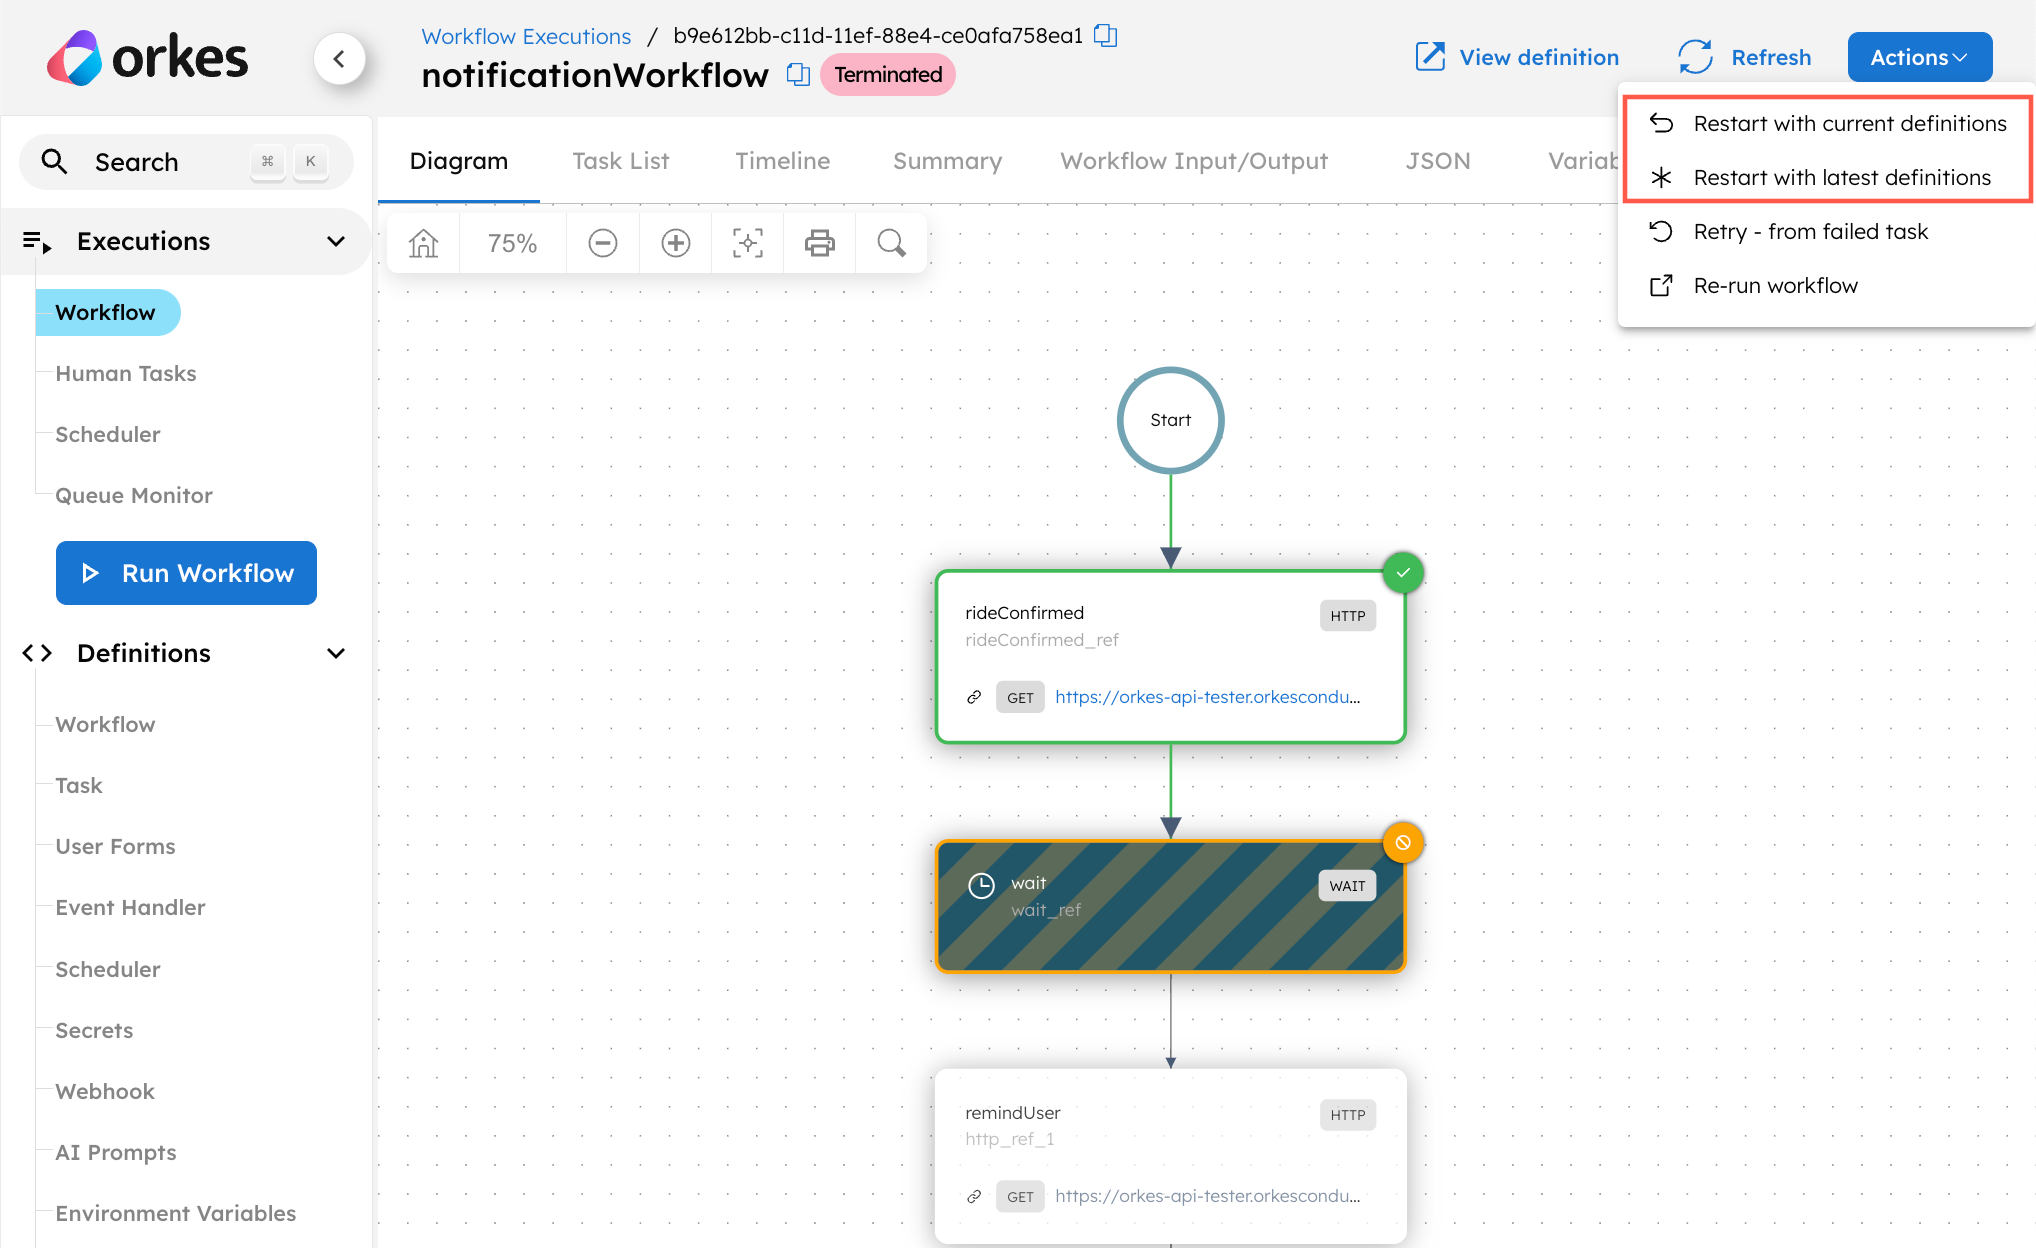 orkes
Workflow Executions / b9e612bb-c11d-11ef-88e4-ce0afa758ea1
notificationWorkflow Terminated
View definition
Refresh
Actions
Restart with current definitions
Restart with latest definitions
Retry - from failed task
Re-run workflow
Search ⌘ K
Executions
Workflow
Human Tasks
Scheduler
Queue Monitor
Run Workflow
Definitions
Workflow
Task
User Forms
Event Handler
Scheduler
Secrets
Webhook
AI Prompts
Environment Variables
Diagram Task List Timeline Summary Workflow Input/Output JSON Variab
75%
Start
rideConfirmed HTTP
rideConfirmed_ref
GET https://orkes-api-tester.orkescondu...
wait WAIT
wait_ref
remindUser HTTP
http_ref_1
GET https://orkes-api-tester.orkescondu...